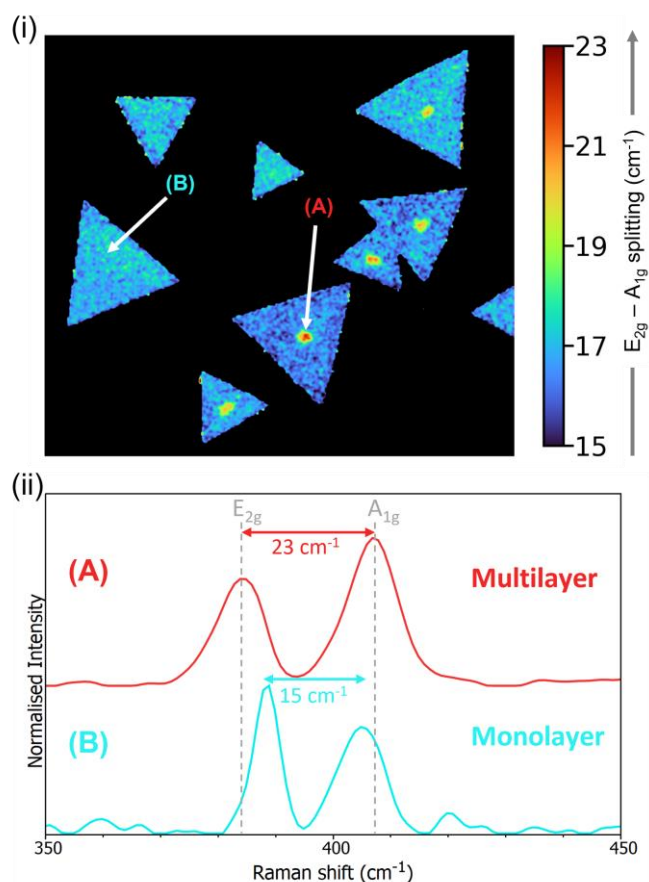 (i)
(B)
(A)
23
21
19
17
15
E2g – A1g splitting (cm-1)
(ii)
E2g
A1g
23 cm-1
(A)
Multilayer
15 cm-1
(B)
Monolayer
Normalised Intensity
350
400
450
Raman shift (cm-1)